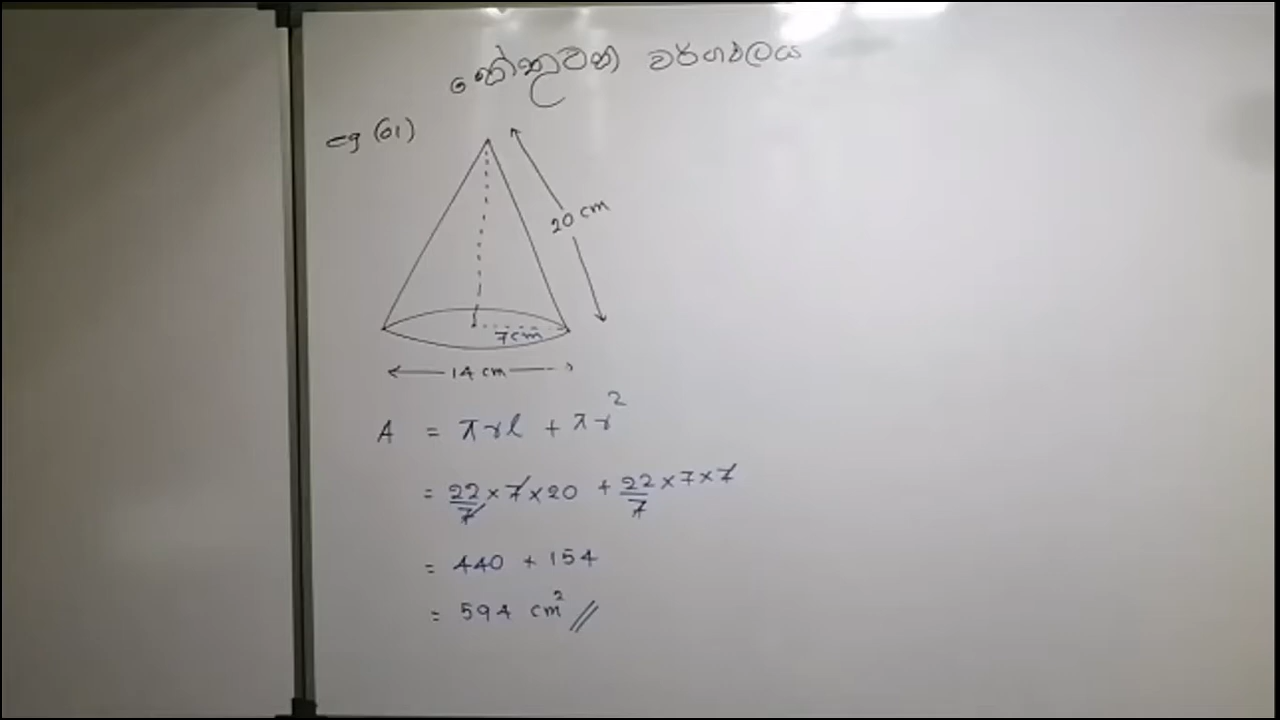 කේතුවක වර්ගඵලය
eg (01)
20 cm
7cm
14 cm
A = πrl + πr²
= 22/7 × 7 × 20 + 22/7 × 7 × 7
= 440 + 154
= 594 cm² //